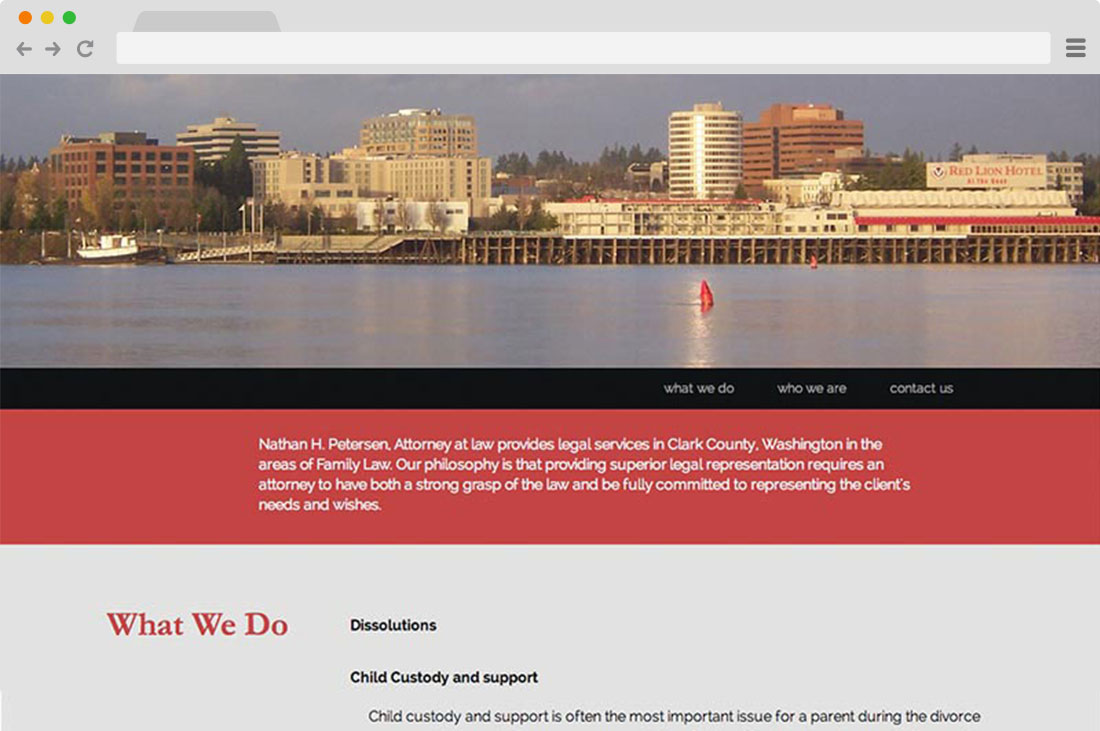 RED LION HOTEL
At The Quay
what we do who we are contact us
Nathan H. Petersen, Attorney at law provides legal services in Clark County, Washington in the
areas of Family Law. Our philosophy is that providing superior legal representation requires an
attorney to have both a strong grasp of the law and be fully committed to representing the client's
needs and wishes.
What We Do
Dissolutions
Child Custody and support
Child custody and support is often the most important issue for a parent during the divorce